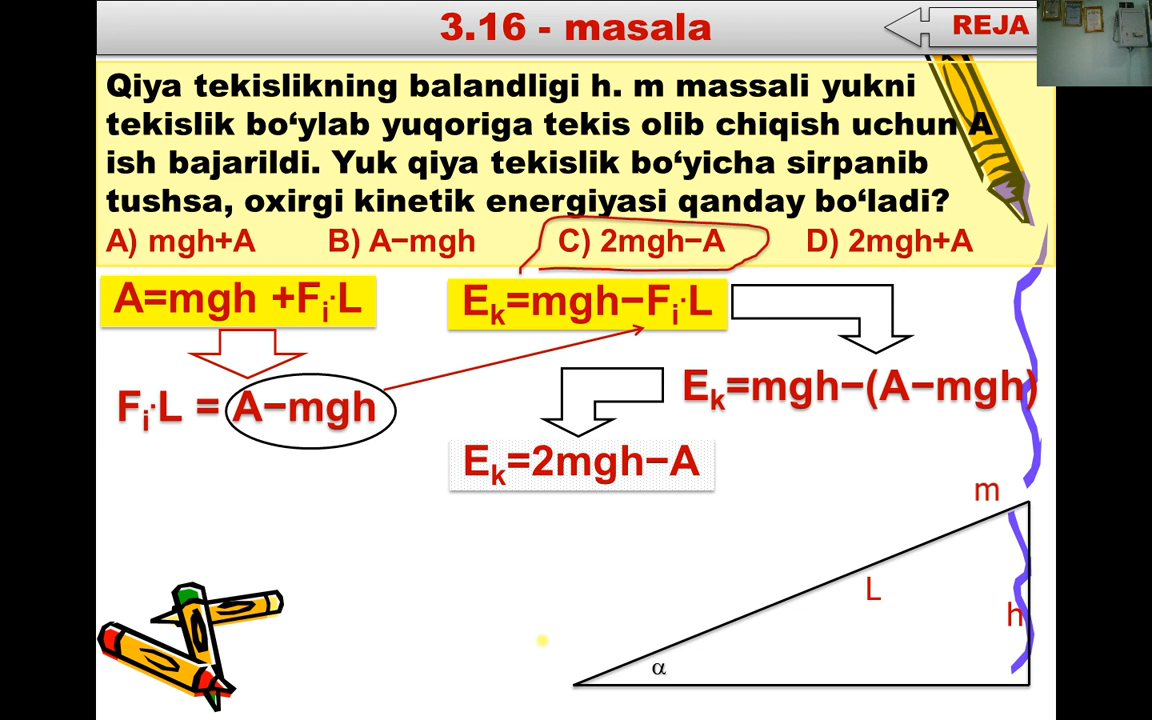 3.16 - masala
REJA
Qiya tekislikning balandligi h. m massali yukni
tekislik bo‘ylab yuqoriga tekis olib chiqish uchun A
ish bajarildi. Yuk qiya tekislik bo‘yicha sirpanib
tushsa, oxirgi kinetik energiyasi qanday bo‘ladi?
A) mgh+A B) A−mgh C) 2mgh−A D) 2mgh+A
A=mgh +Fᵢ·L
Eₖ=mgh−Fᵢ·L
Fᵢ·L = A−mgh
Eₖ=mgh−(A−mgh)
Eₖ=2mgh−A
m
L
h
α